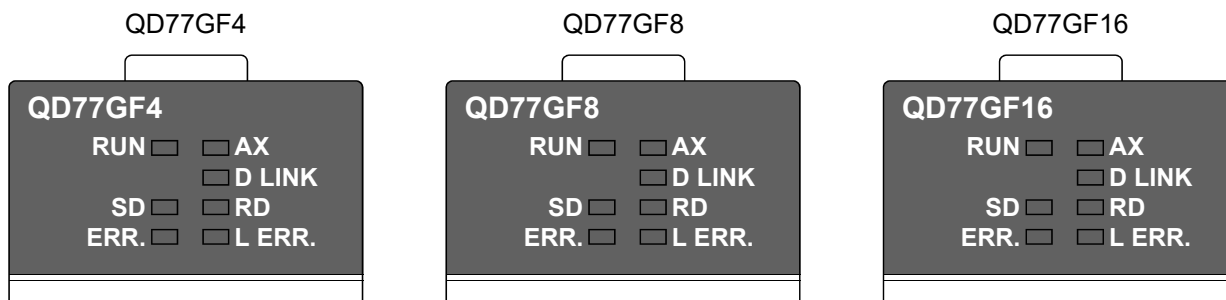 QD77GF4
QD77GF4
RUN AX
D LINK
SD RD
ERR. L ERR.
QD77GF8
QD77GF8
RUN AX
D LINK
SD RD
ERR. L ERR.
QD77GF16
QD77GF16
RUN AX
D LINK
SD RD
ERR. L ERR.